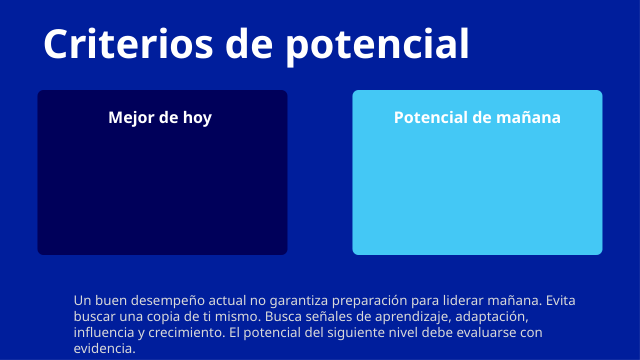 Criterios de potencial
Mejor de hoy
Potencial de mañana
Un buen desempeño actual no garantiza preparación para liderar mañana. Evita
buscar una copia de ti mismo. Busca señales de aprendizaje, adaptación,
influencia y crecimiento. El potencial del siguiente nivel debe evaluarse con
evidencia.